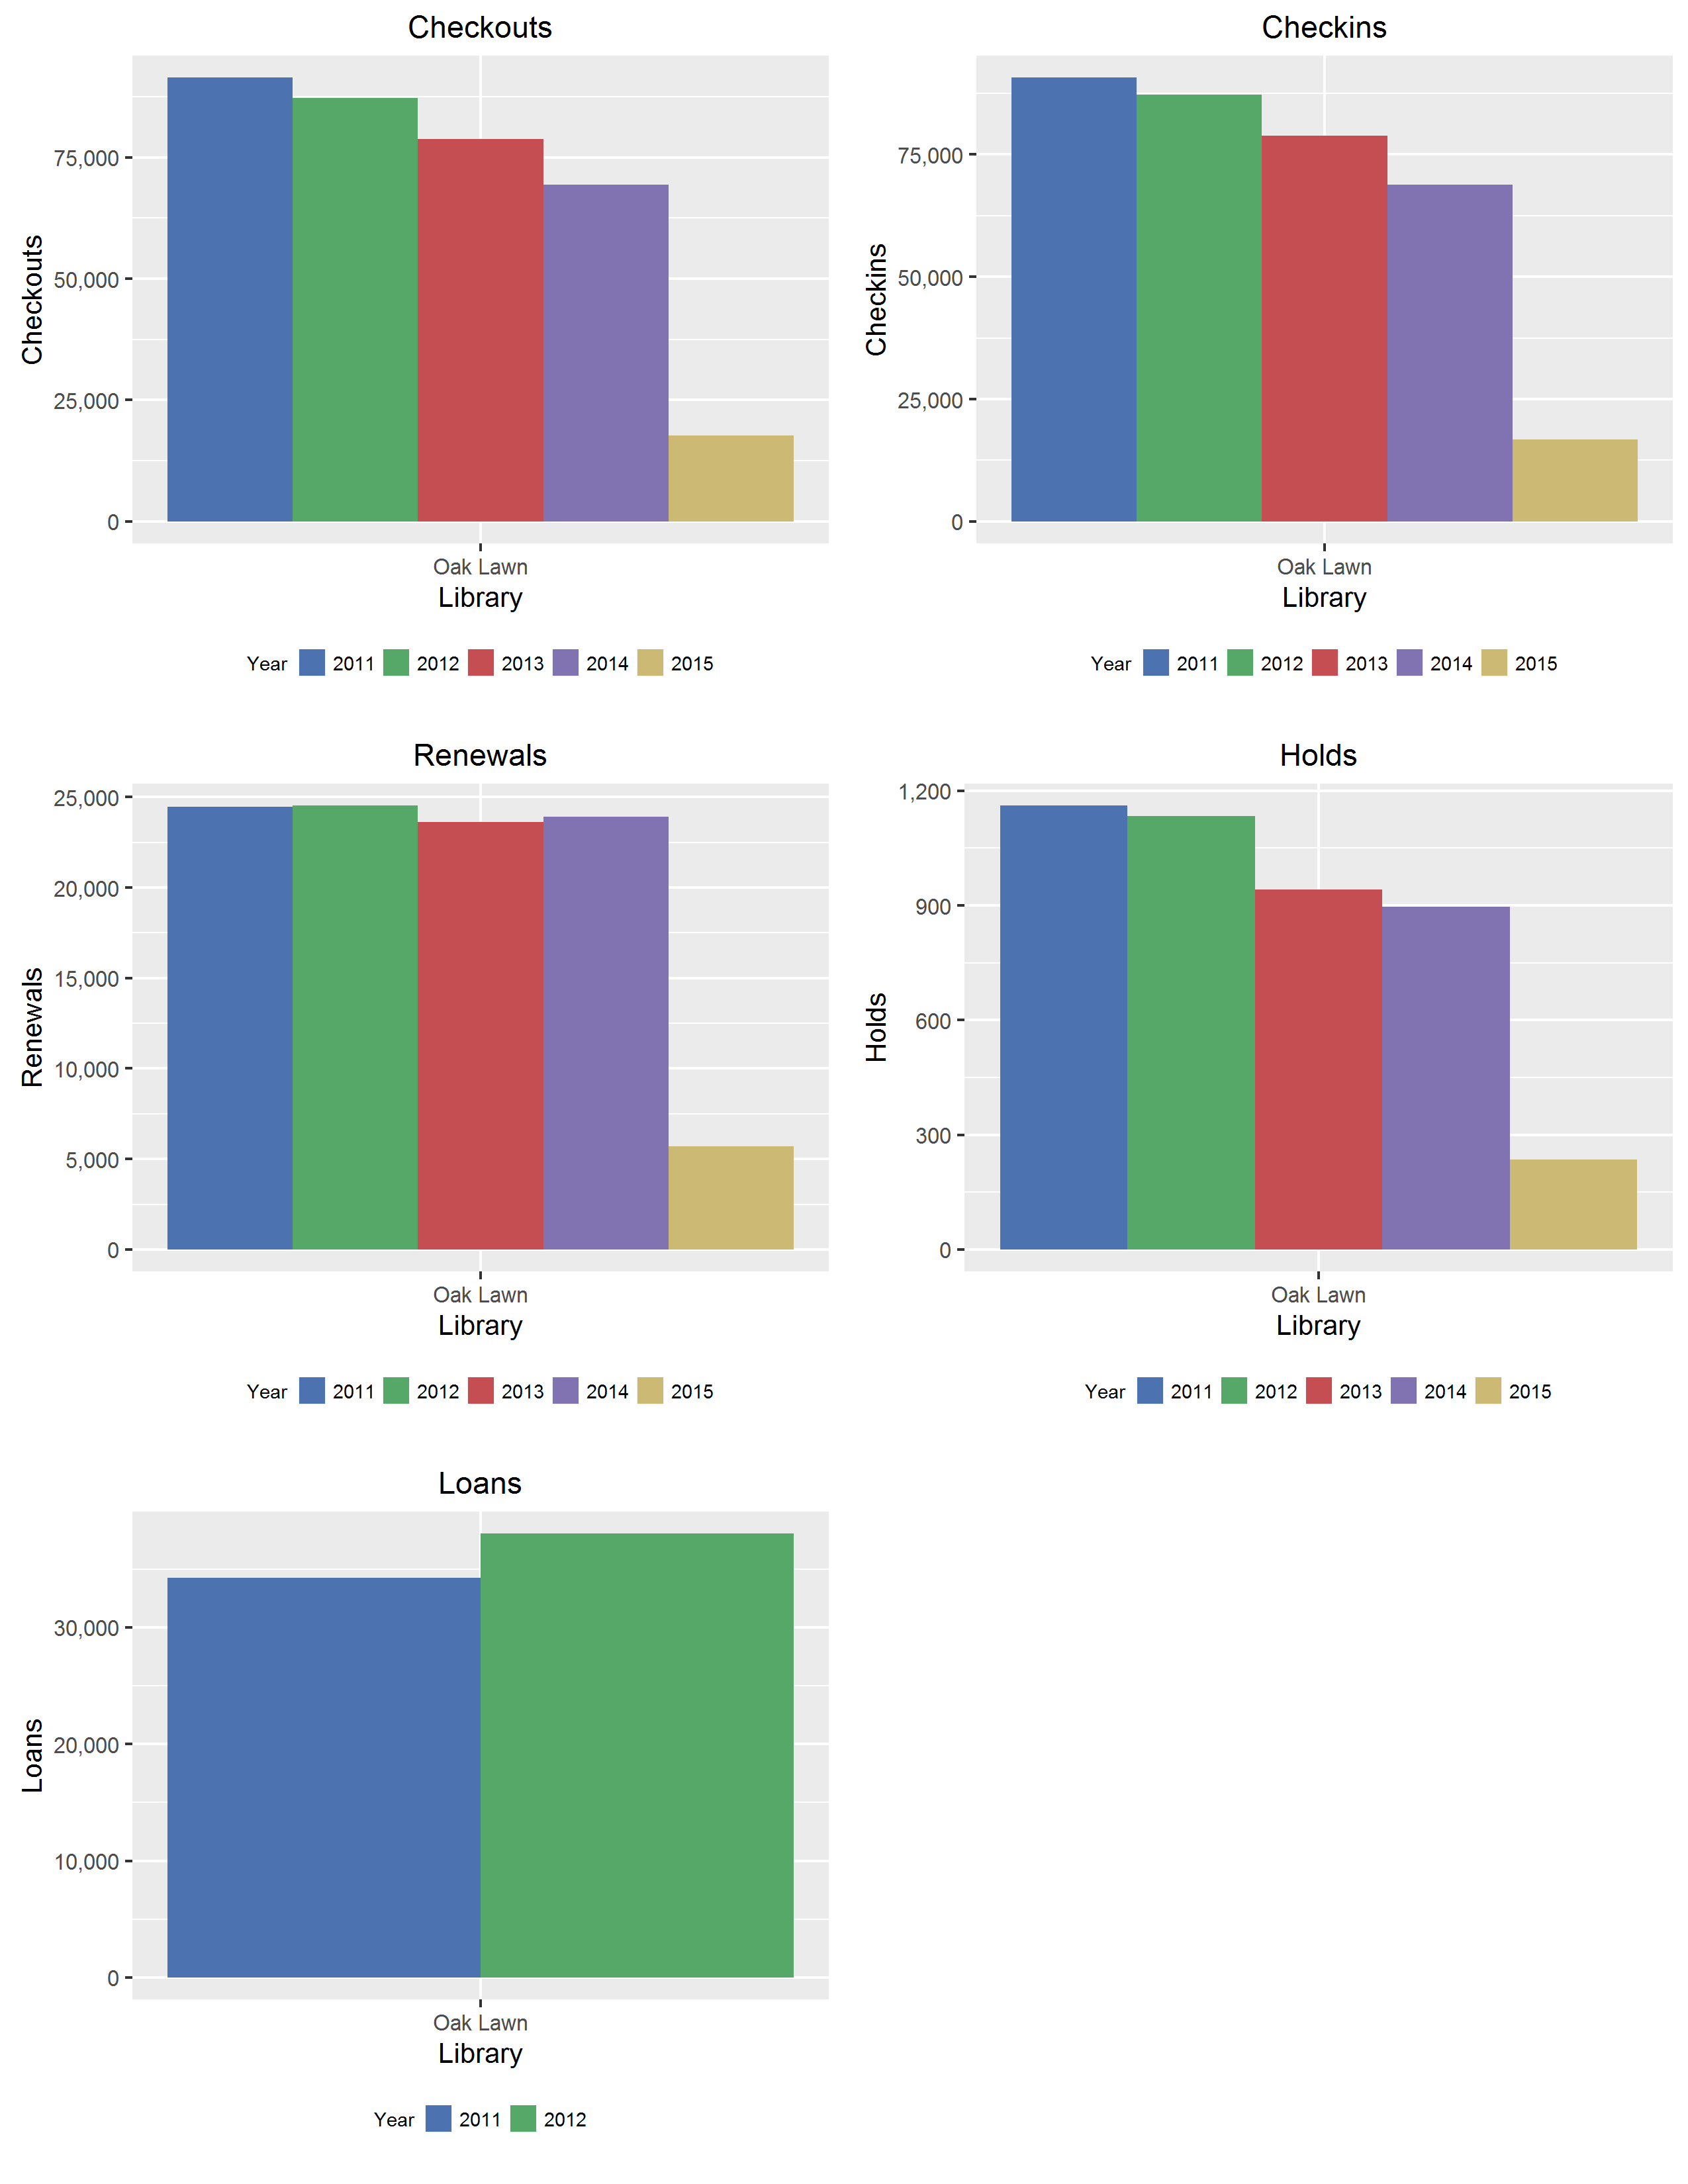 Checkouts
Checkouts
75,000
50,000
25,000
0
Oak Lawn
Library
Year 2011 2012 2013 2014 2015
Checkins
Checkins
75,000
50,000
25,000
0
Oak Lawn
Library
Year 2011 2012 2013 2014 2015
Renewals
Renewals
25,000
20,000
15,000
10,000
5,000
0
Oak Lawn
Library
Year 2011 2012 2013 2014 2015
Holds
Holds
1,200
900
600
300
0
Oak Lawn
Library
Year 2011 2012 2013 2014 2015
Loans
Loans
30,000
20,000
10,000
0
Oak Lawn
Library
Year 2011 2012